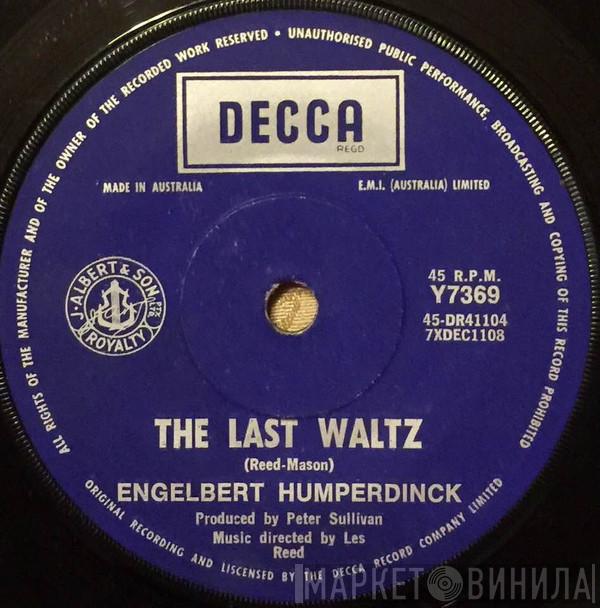 ALL RIGHTS OF THE MANUFACTURER AND OF THE OWNER OF THE RECORDED WORK RESERVED • UNAUTHORISED PUBLIC PERFORMANCE, BROADCASTING AND COPYING OF THIS RECORD PROHIBITED
DECCA
REGD
MADE IN AUSTRALIA
E.M.I. (AUSTRALIA) LIMITED
J. ALBERT & SON PTY. LTD.
ROYALTY
45 R.P.M.
Y7369
45-DR41104
7XDEC1108
THE LAST WALTZ
(Reed-Mason)
ENGELBERT HUMPERDINCK
Produced by Peter Sullivan
Music directed by Les
Reed
ORIGINAL RECORDING AND LICENSED BY THE DECCA RECORD COMPANY LIMITED
МАРКЕТ ВИНИЛА